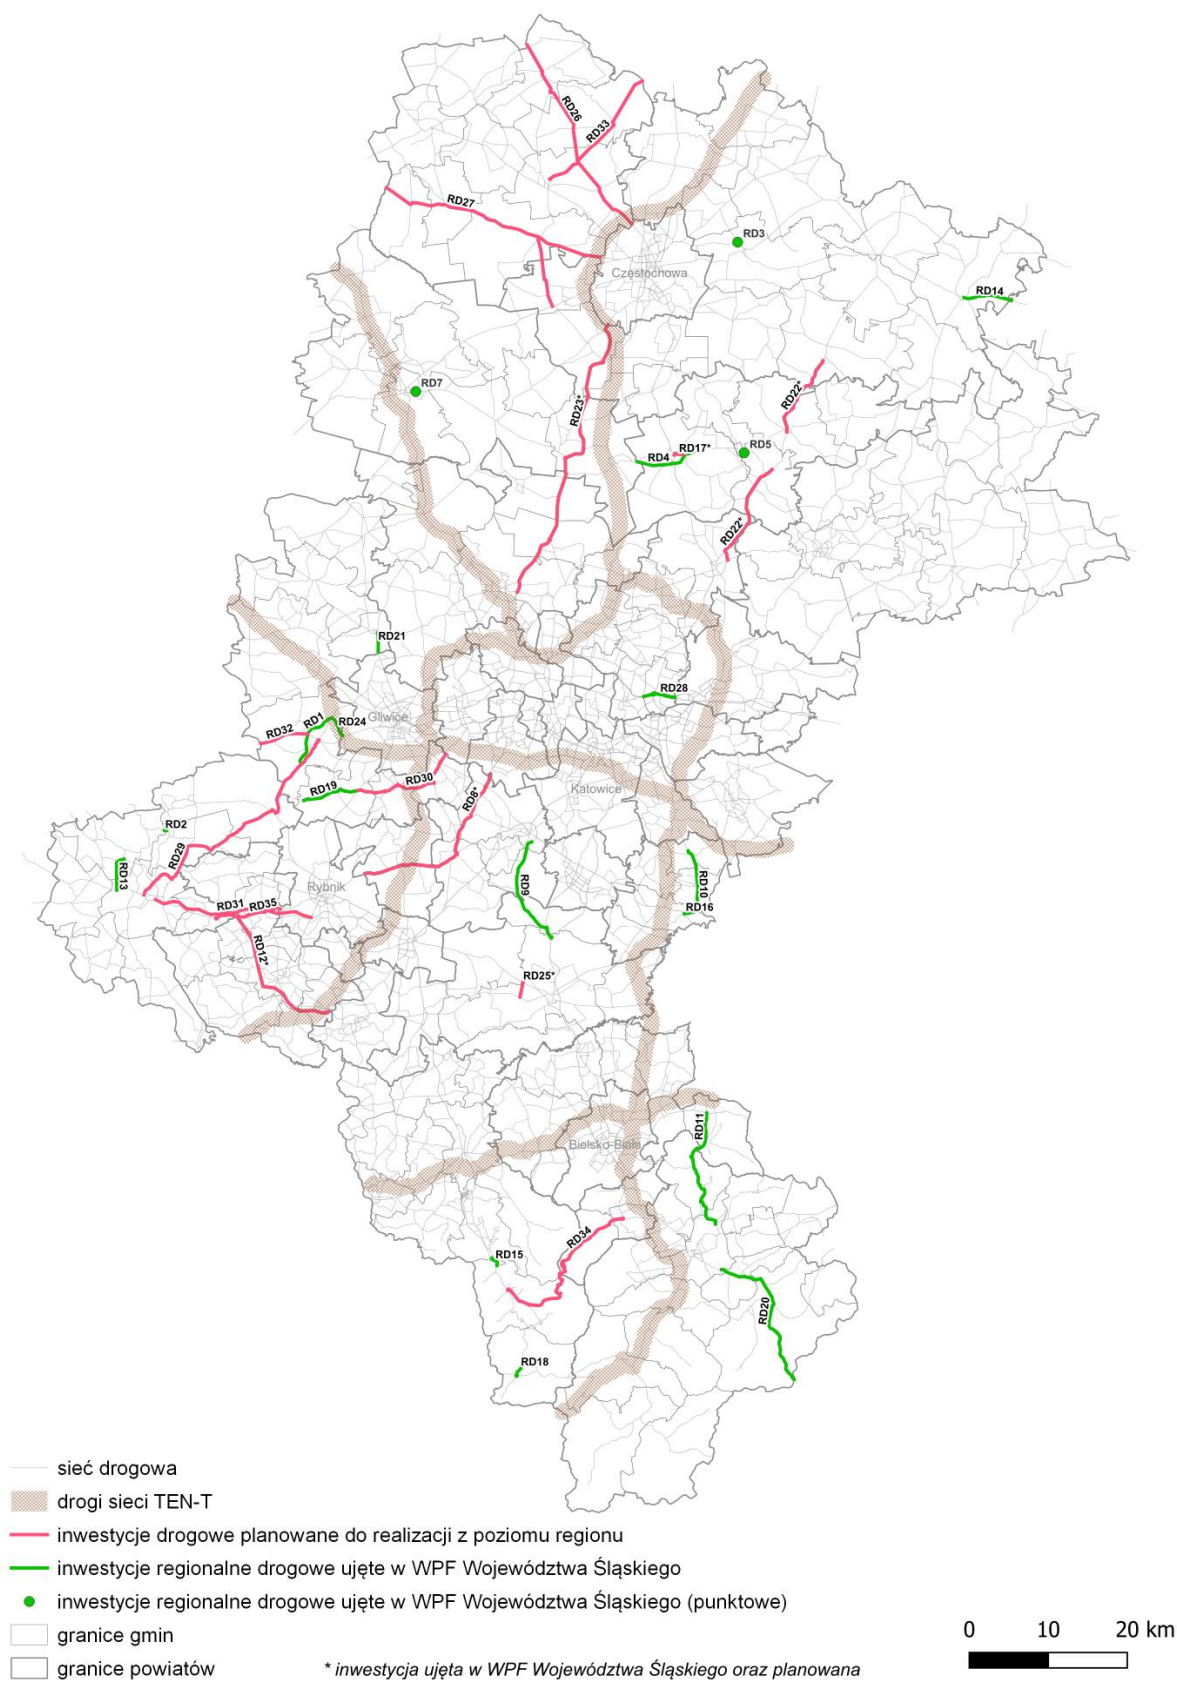 RD26
RD33
RD27
RD3
Częstochowa
RD14
RD7
RD22*
RD23*
RD17*
RD5
RD4
RD22*
RD21
RD28
RD1
RD24
Gliwice
RD32
RD30
RD19
RD8*
Katowice
RD2
RD29
RD13
RD9
RD10
Rybnik
RD31
RD35
RD16
RD12*
RD25*
RD11
Bielsko-Biała
RD34
RD15
RD20
RD18
sieć drogowa
drogi sieci TEN-T
inwestycje drogowe planowane do realizacji z poziomu regionu
inwestycje regionalne drogowe ujęte w WPF Województwa Śląskiego
inwestycje regionalne drogowe ujęte w WPF Województwa Śląskiego (punktowe)
granice gmin
0 10 20 km
granice powiatów
* inwestycja ujęta w WPF Województwa Śląskiego oraz planowana